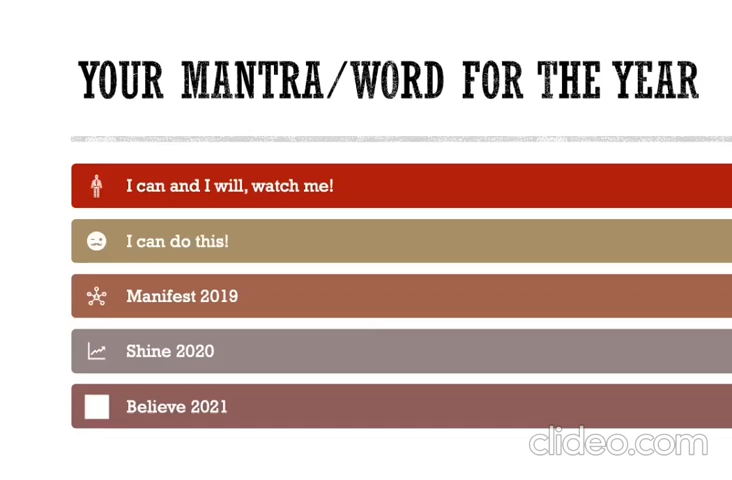 YOUR MANTRA/WORD FOR THE YEAR
I can and I will, watch me!
I can do this!
Manifest 2019
Shine 2020
Believe 2021
clideo.com